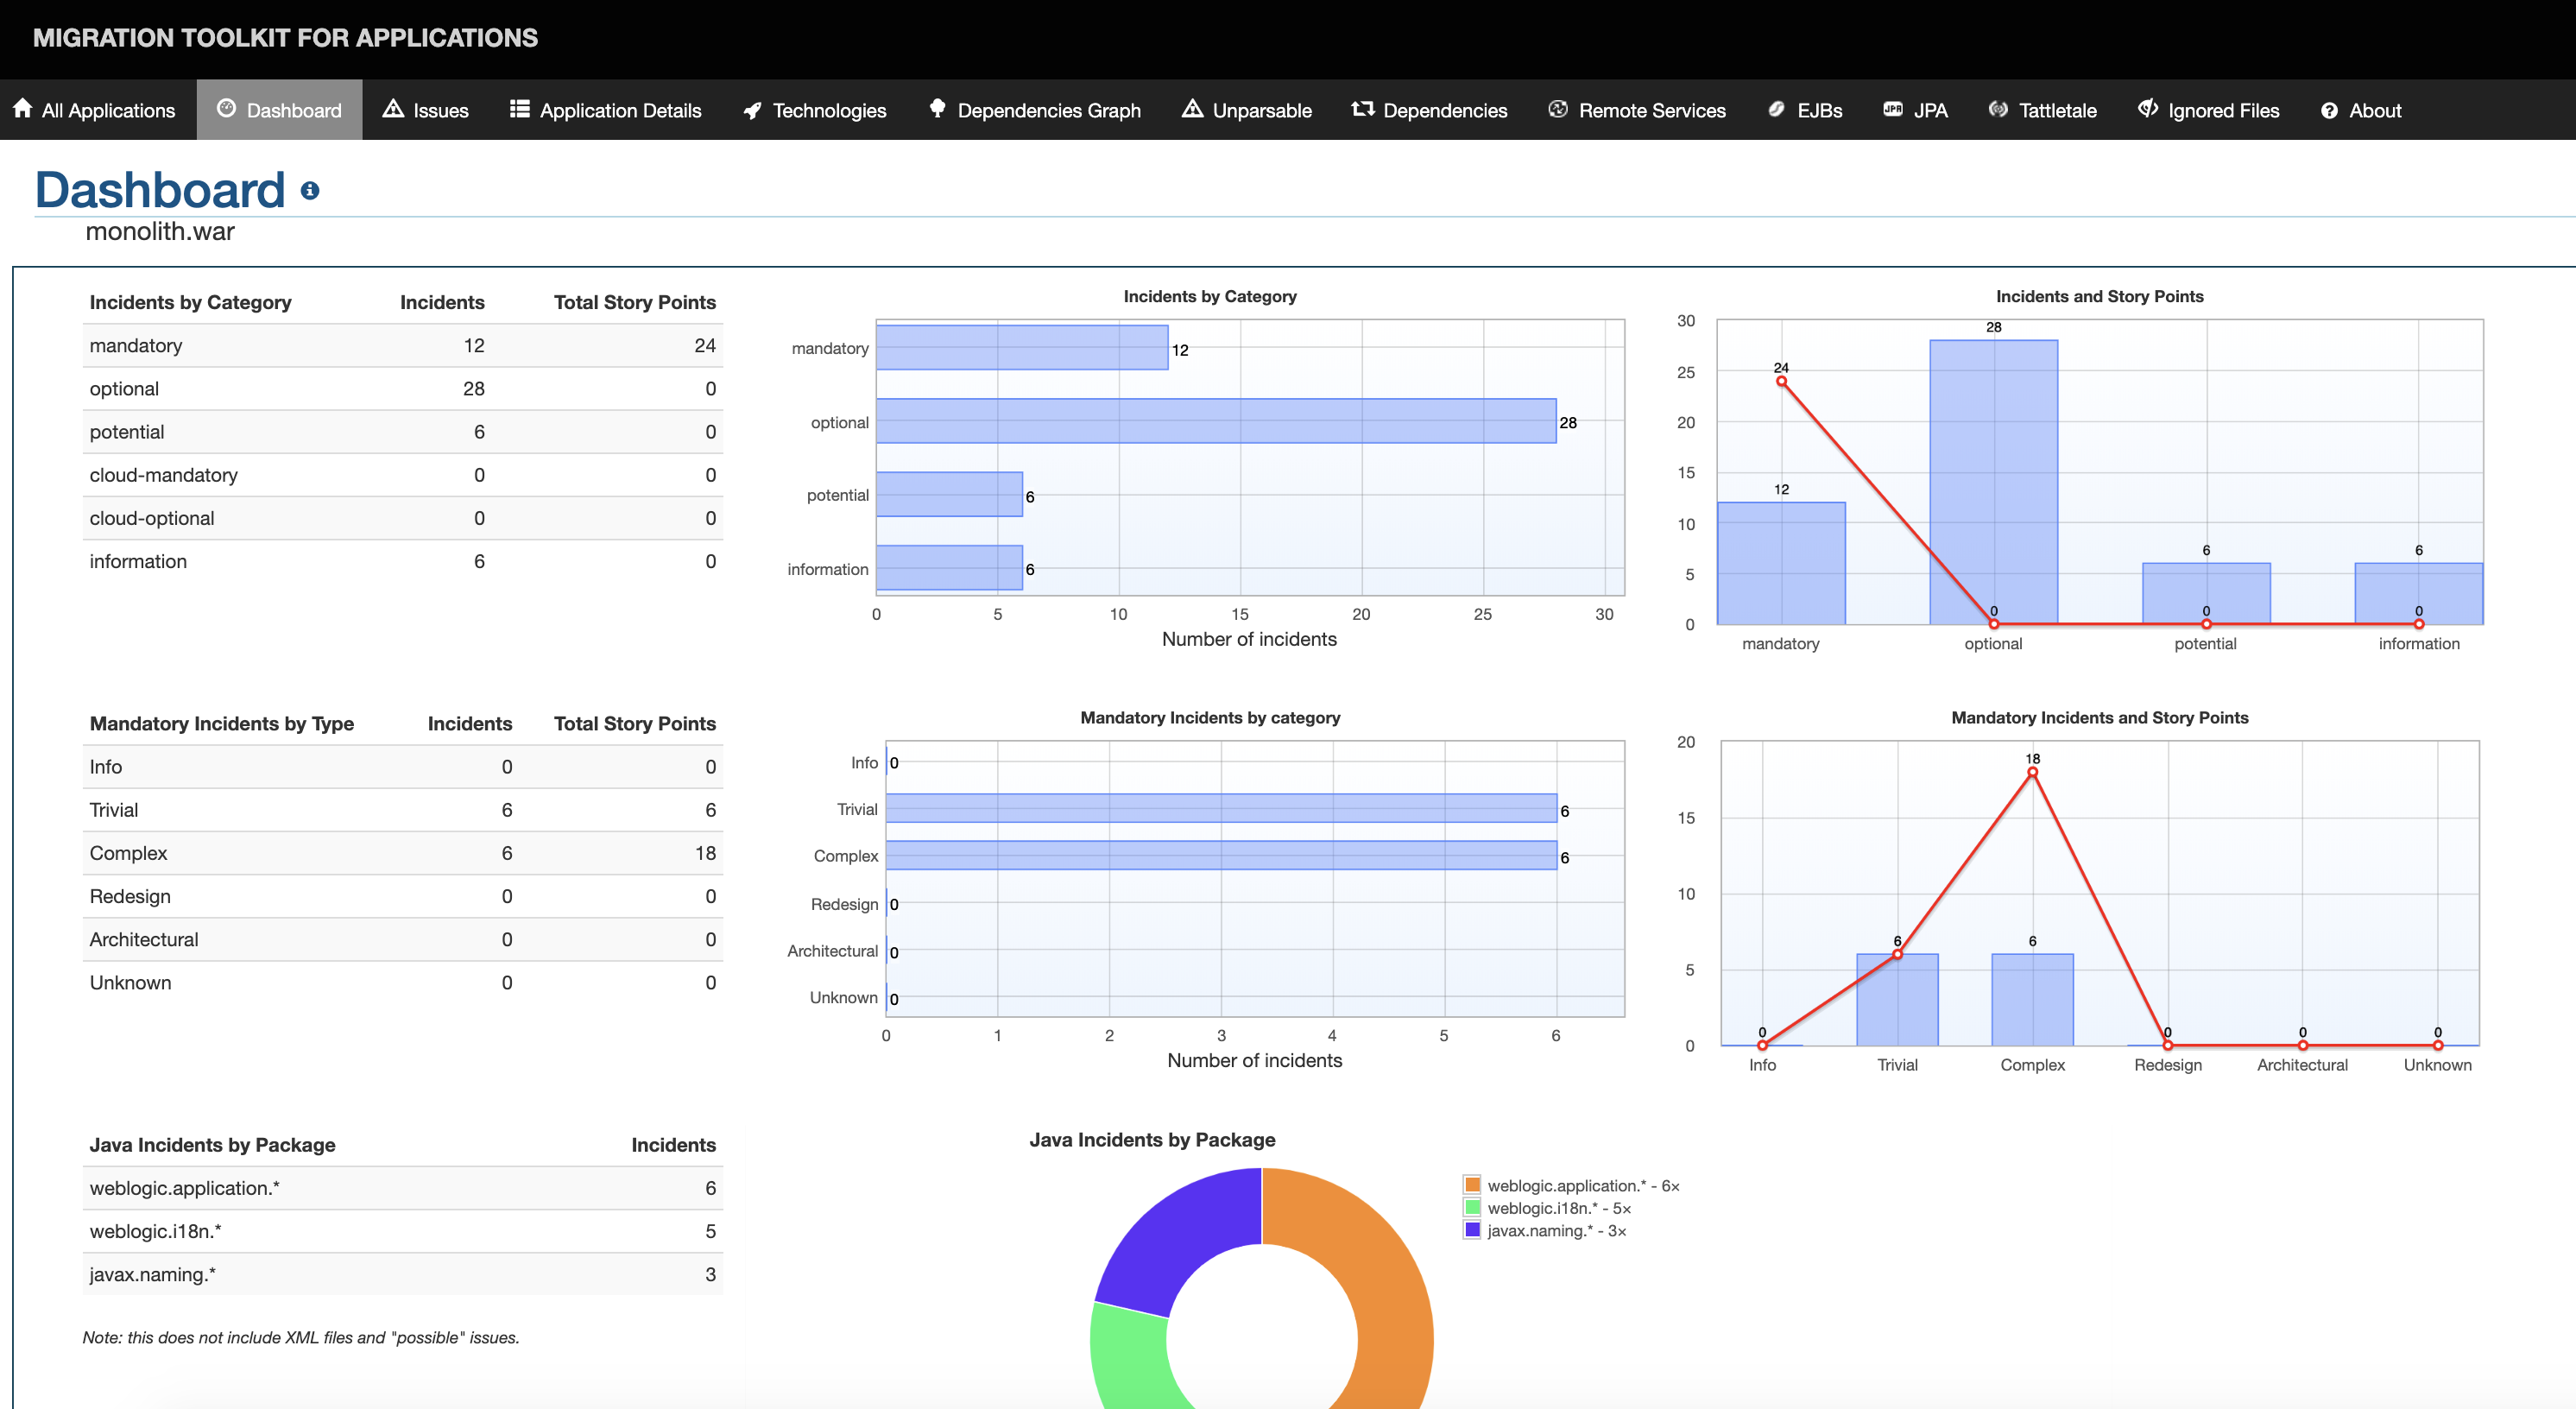 MIGRATION TOOLKIT FOR APPLICATIONS
All Applications Dashboard Issues Application Details Technologies Dependencies Graph Unparsable Dependencies Remote Services EJBs JPA Tattletale Ignored Files About
Dashboard
monolith.war
Incidents by Category Incidents Total Story Points
mandatory 12 24
optional 28 0
potential 6 0
cloud-mandatory 0 0
cloud-optional 0 0
information 6 0
Incidents by Category
mandatory 12
optional 28
potential 6
information 6
0 5 10 15 20 25 30
Number of incidents
Incidents and Story Points
30
28
24
25
20
15
12
10
6 6
5
0 0 0
0
mandatory optional potential information
Mandatory Incidents by Type Incidents Total Story Points
Info 0 0
Trivial 6 6
Complex 6 18
Redesign 0 0
Architectural 0 0
Unknown 0 0
Mandatory Incidents by category
Info 0
Trivial 6
Complex 6
Redesign 0
Architectural 0
Unknown 0
0 1 2 3 4 5 6
Number of incidents
Mandatory Incidents and Story Points
20
18
15
10
6 6
5
0 0 0 0
0
Info Trivial Complex Redesign Architectural Unknown
Java Incidents by Package Incidents
weblogic.application.* 6
weblogic.i18n.* 5
javax.naming.* 3
Note: this does not include XML files and "possible" issues.
Java Incidents by Package
weblogic.application.* - 6×
weblogic.i18n.* - 5×
javax.naming.* - 3×